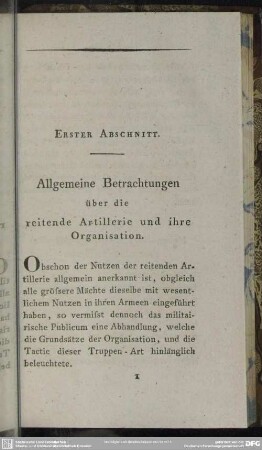 ERSTER ABSCHNITT.
Allgemeine Betrachtungen
über die
reitende Artillerie und ihre
Organisation.
Obschon der Nutzen der reitenden Ar-
tillerie allgemein anerkannt ist, obgleich
alle grössere Mächte dieselbe mit wesent-
lichem Nutzen in ihren Armeen eingeführt
haben, so vermisst dennoch das militai-
rische Publicum eine Abhandlung, welche
die Grundsätze der Organisation, und die
Tactic dieser Truppen-Art hinlänglich
beleuchtete.
1
DFG